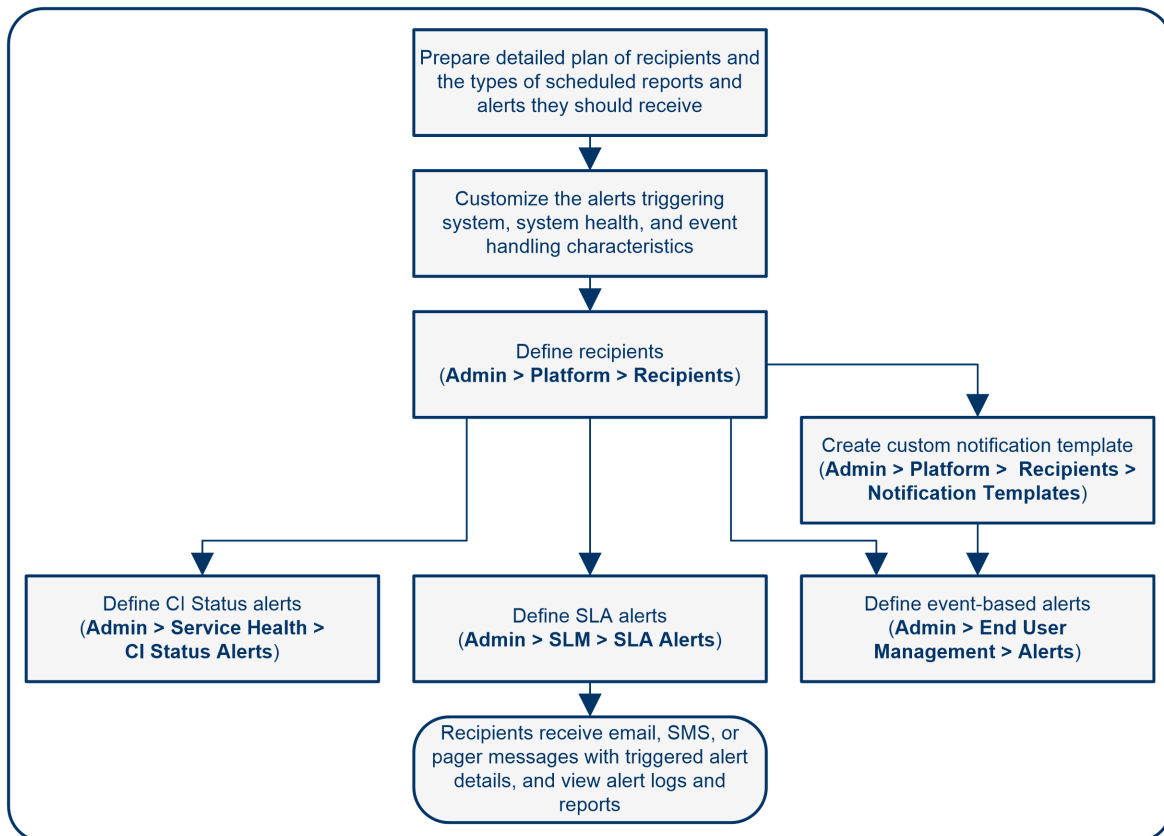 Prepare detailed plan of recipients and
the types of scheduled reports and
alerts they should receive
Customize the alerts triggering
system, system health, and event
handling characteristics
Define recipients
(Admin > Platform > Recipients)
Create custom notification template
(Admin > Platform >  Recipients >
Notification Templates)
Define CI Status alerts
(Admin > Service Health >
CI Status Alerts)
Define SLA alerts
(Admin > SLM > SLA Alerts)
Define event-based alerts
(Admin > End User
Management > Alerts)
Recipients receive email, SMS, or
pager messages with triggered alert
details, and view alert logs and
reports